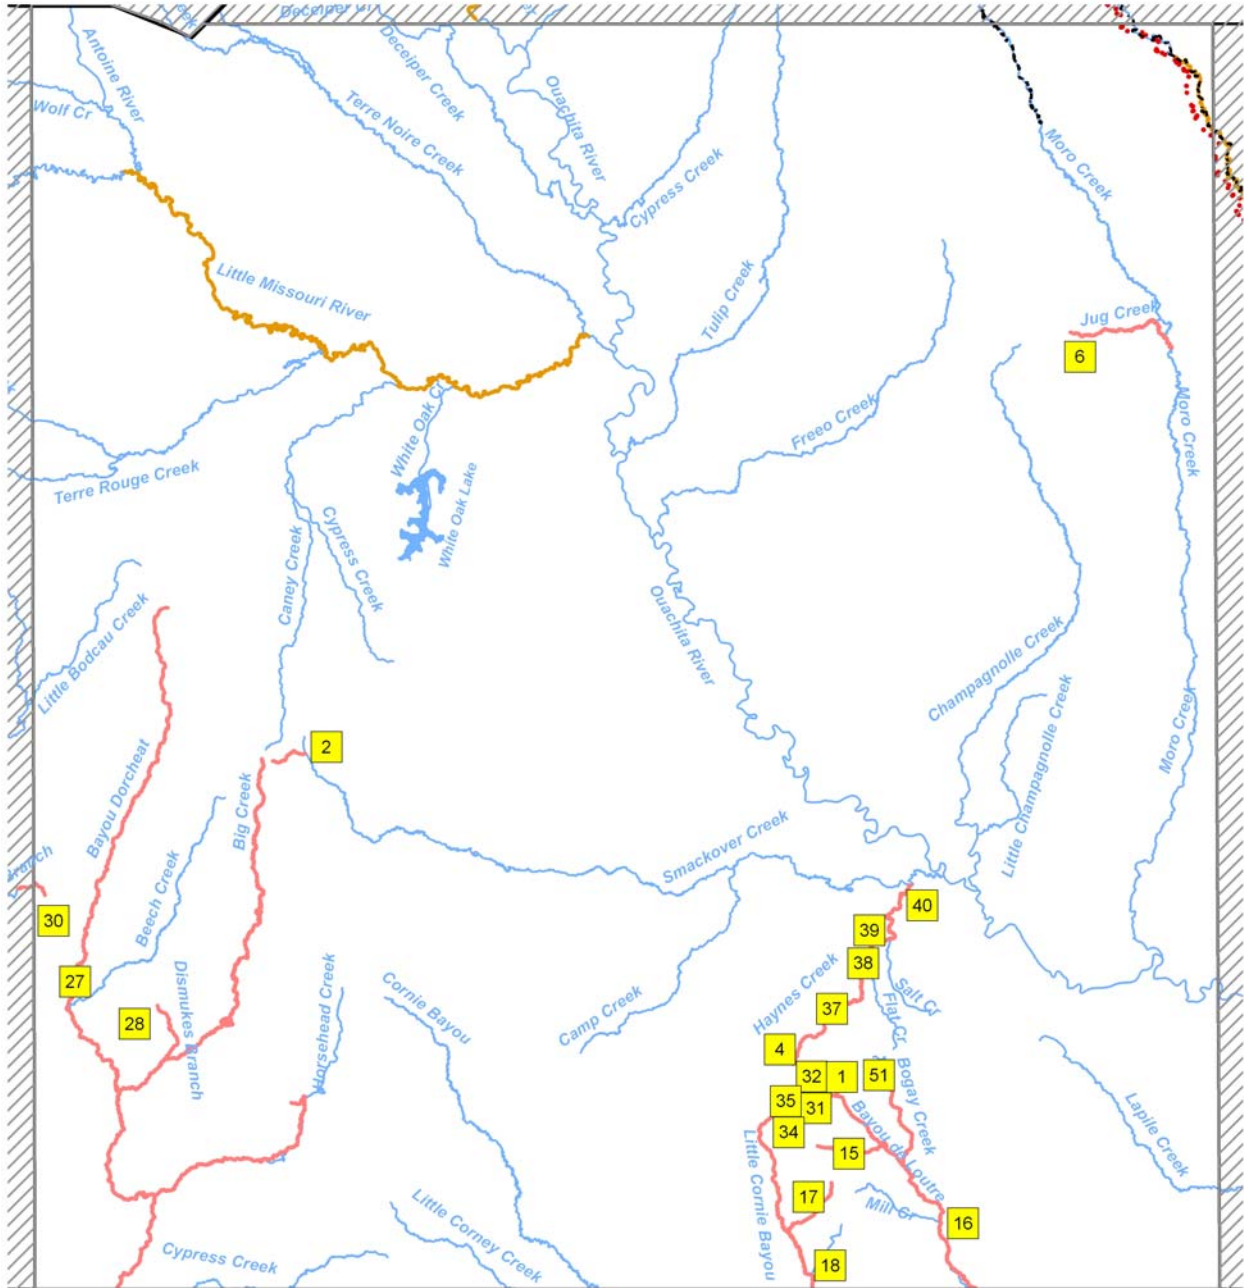 Deceiper Cr
Antoine River
Wolf Cr
Deceiper Creek
Terre Noire Creek
Ouachita River
Cypress Creek
Moro Creek
Little Missouri River
Tulip Creek
Jug Creek
6
White Oak Cr
Freeo Creek
Moro Creek
Terre Rouge Creek
White Oak Lake
Cypress Creek
Caney Creek
Little Bodcau Creek
Ouachita River
Champagnolle Creek
Little Champagnolle Creek
Moro Creek
2
Bayou Dorcheat
Big Creek
Smackover Creek
Branch
Beech Creek
30
40
39
38
27
Dismukes Branch
28
Horsehead Creek
Cornie Bayou
Camp Creek
Haynes Creek
Salt Cr
Flat Cr
37
4
32
1
51
Bogay Creek
35
31
34
Bayou de Loutre
15
Lapile Creek
Little Cornie Bayou
17
Mill Cr
16
Little Corney Creek
Cypress Creek
18